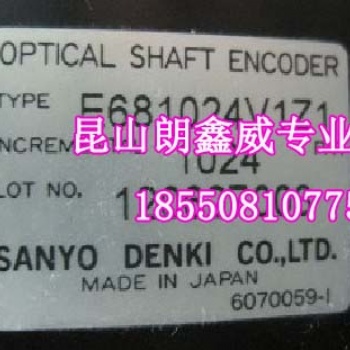 OPTICAL SHAFT ENCODER
TYPE
昆山朗鑫威专业
1024
LOT NO.
18550810775
SANYO DENKI CO.,LTD.
MADE IN JAPAN
6070059-1